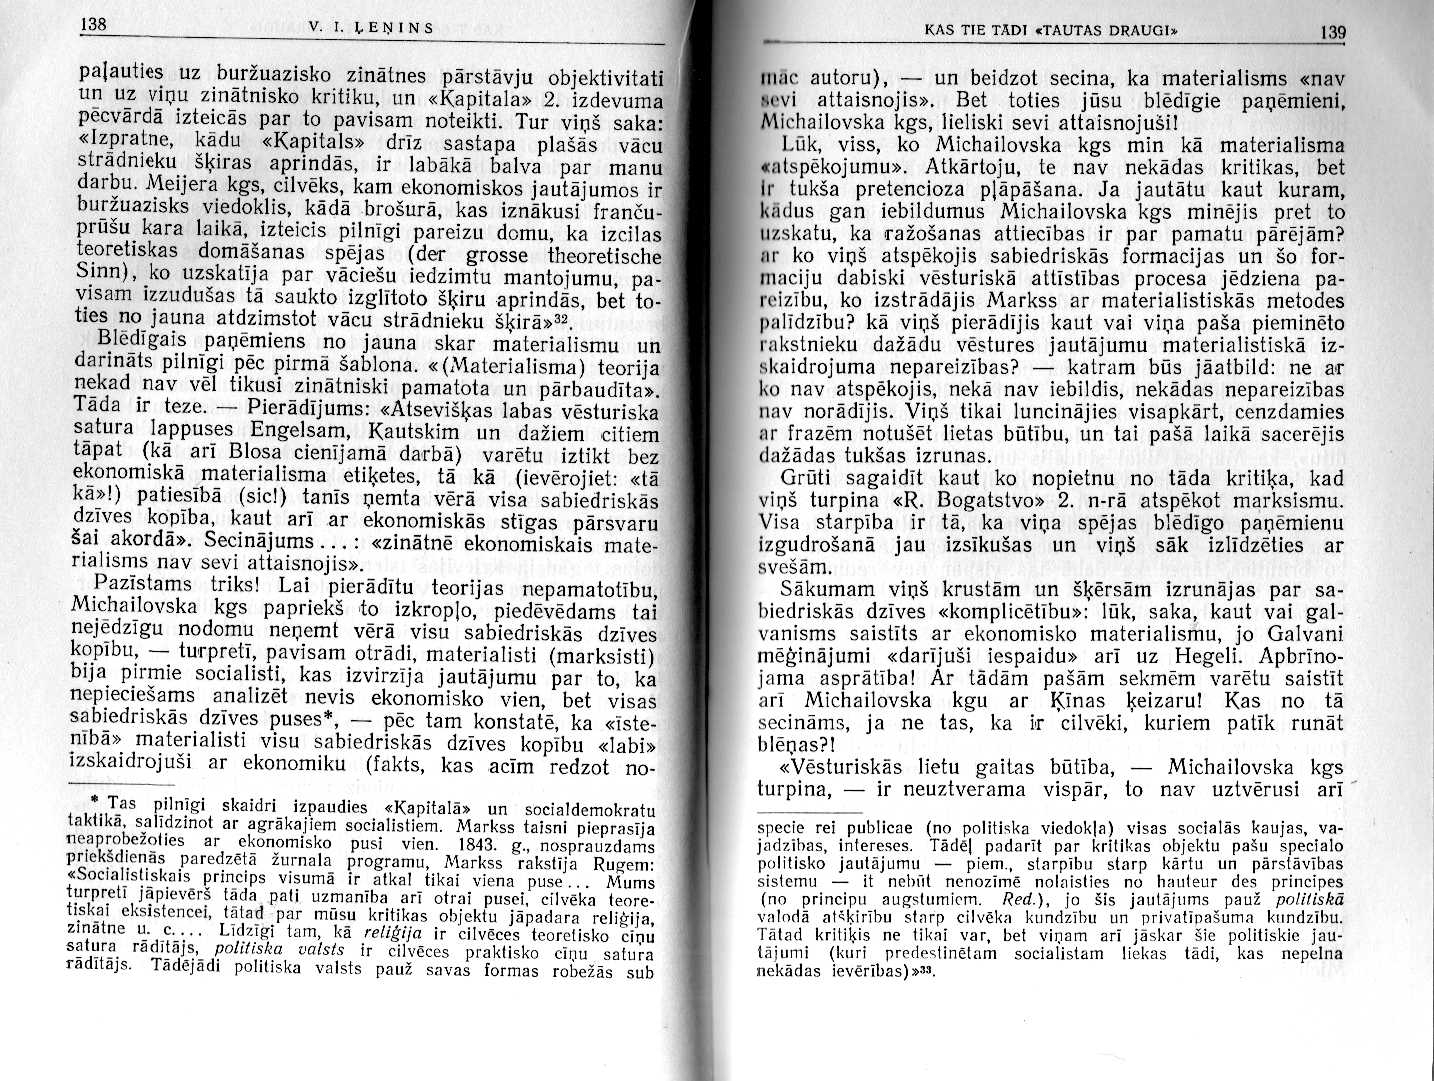 138
V. I. ĻEŅINS
paļauties uz buržuazisko zinātnes pārstāvju objektivitati
un uz viņu zinātnisko kritiku, un «Kapitala» 2. izdevuma
pēcvārdā izteicās par to pavisam noteikti. Tur viņš saka:
«Izpratne, kādu «Kapitals» drīz sastapa plašās vācu
strādnieku šķiras aprindās, ir labākā balva par manu
darbu. Meijera kgs, cilvēks, kam ekonomiskos jautājumos ir
buržuazisks viedoklis, kādā brošurā, kas iznākusi franču-
prūšu kara laikā, izteicis pilnīgi pareizu domu, ka izcilas
teoretiskas domāšanas spējas (der grosse theoretische
Sinn), ko uzskatīja par vāciešu iedzimtu mantojumu, pa-
visam izzudušas tā saukto izglītoto šķiru aprindās, bet to-
ties no jauna atdzimstot vācu strādnieku šķirā»³².
Blēdīgais paņēmiens no jauna skar materialismu un
darināts pilnīgi pēc pirmā šablona. «(Materialisma) teorija
nekad nav vēl tikusi zinātniski pamatota un pārbaudīta».
Tāda ir teze. — Pierādījums: «Atsevišķas labas vēsturiska
satura lappuses Engelsam, Kautskim un dažiem citiem
tāpat (kā arī Blosa cienījamā darbā) varētu iztikt bez
ekonomiskā materialisma etiķetes, tā kā (ievērojiet: «tā
kā»!) patiesībā (sic!) tanīs ņemta vērā visa sabiedriskās
dzīves kopība, kaut arī ar ekonomiskās stīgas pārsvaru
šai akordā». Secinājums...: «zinātnē ekonomiskais mate-
rialisms nav sevi attaisnojis».
Pazīstams triks! Lai pierādītu teorijas nepamatotību,
Michailovska kgs papriekš to izkropļo, piedēvēdams tai
nejēdzīgu nodomu neņemt vērā visu sabiedriskās dzīves
kopību, — turpretī, pavisam otrādi, materialisti (marksisti)
bija pirmie socialisti, kas izvirzīja jautājumu par to, ka
nepieciešams analizēt nevis ekonomisko vien, bet visas
sabiedriskās dzīves puses*, — pēc tam konstatē, ka «īste-
nībā» materialisti visu sabiedriskās dzīves kopību «labi»
izskaidrojuši ar ekonomiku (fakts, kas acīm redzot no-
* Tas pilnīgi skaidri izpaudies «Kapitalā» un socialdemokratu
taktikā, salīdzinot ar agrākajiem socialistiem. Markss taisni pieprasīja
neaprobežoties ar ekonomisko pusi vien. 1843. g., nosprauzdams
priekšdienās paredzētā žurnala programu, Markss rakstīja Rugem:
«Socialistiskais princips visumā ir atkal tikai viena puse... Mums
turpretī jāpievērš tāda pati uzmanība arī otrai pusei, cilvēka teore-
tiskai eksistencei, tātad par mūsu kritikas objektu jāpadara reliģija,
zinātne u. c.... Līdzīgi tam, kā reliģija ir cilvēces teoretisko cīņu
satura rādītājs, politiska valsts ir cilvēces praktisko cīņu satura
rādītājs. Tādējādi politiska valsts pauž savas formas robežās sub
KAS TIE TĀDI «TAUTAS DRAUGI»
139
māc autoru), — un beidzot secina, ka materialisms «nav
sevi attaisnojis». Bet toties jūsu blēdīgie paņēmieni,
Michailovska kgs, lieliski sevi attaisnojuši!
Lūk, viss, ko Michailovska kgs min kā materialisma
«atspēkojumu». Atkārtoju, te nav nekādas kritikas, bet
ir tukša pretencioza pļāpāšana. Ja jautātu kaut kuram,
kādus gan iebildumus Michailovska kgs minējis pret to
uzskatu, ka ražošanas attiecības ir par pamatu pārējām?
ar ko viņš atspēkojis sabiedriskās formacijas un šo for-
maciju dabiski vēsturiskā attīstības procesa jēdziena pa-
reizību, ko izstrādājis Markss ar materialistiskās metodes
palīdzību? kā viņš pierādījis kaut vai viņa paša pieminēto
rakstnieku dažādu vēstures jautājumu materialistiskā iz-
skaidrojuma nepareizības? — katram būs jāatbild: ne ar
ko nav atspēkojis, nekā nav iebildis, nekādas nepareizības
nav norādījis. Viņš tikai luncinājies visapkārt, cenzdamies
ar frazēm notušēt lietas būtību, un tai pašā laikā sacerējis
dažādas tukšas izrunas.
Grūti sagaidīt kaut ko nopietnu no tāda kritiķa, kad
viņš turpina «R. Bogatstvo» 2. n-rā atspēkot marksismu.
Visa starpība ir tā, ka viņa spējas blēdīgo paņēmienu
izgudrošanā jau izsīkušas un viņš sāk izlīdzēties ar
svešām.
Sākumam viņš krustām un šķērsām izrunājas par sa-
biedriskās dzīves «komplicētību»: lūk, saka, kaut vai gal-
vanisms saistīts ar ekonomisko materialismu, jo Galvani
mēģinājumi «darījuši iespaidu» arī uz Hegeli. Apbrīno-
jama asprātība! Ar tādām pašām sekmēm varētu saistīt
arī Michailovska kgu ar Ķīnas ķeizaru! Kas no tā
secināms, ja ne tas, ka ir cilvēki, kuriem patīk runāt
blēņas?!
«Vēsturiskās lietu gaitas būtība, — Michailovska kgs
turpina, — ir neuztverama vispār, to nav uztvērusi arī
specie rei publicae (no politiska viedokļa) visas socialās kaujas, va-
jadzības, intereses. Tādēļ padarīt par kritikas objektu pašu specialo
politisko jautājumu — piem., starpību starp kārtu un pārstāvības
sistemu — it nebūt nenozīmē nolaisties no hauteur des principes
(no principu augstumiem. Red.), jo šis jautājums pauž politiskā
valodā atšķirību starp cilvēka kundzību un privatīpašuma kundzību.
Tātad kritiķis ne tikai var, bet viņam arī jāskar šie politiskie jau-
tājumi (kuri predestinētam socialistam liekas tādi, kas nepelna
nekādas ievērības)»³³.